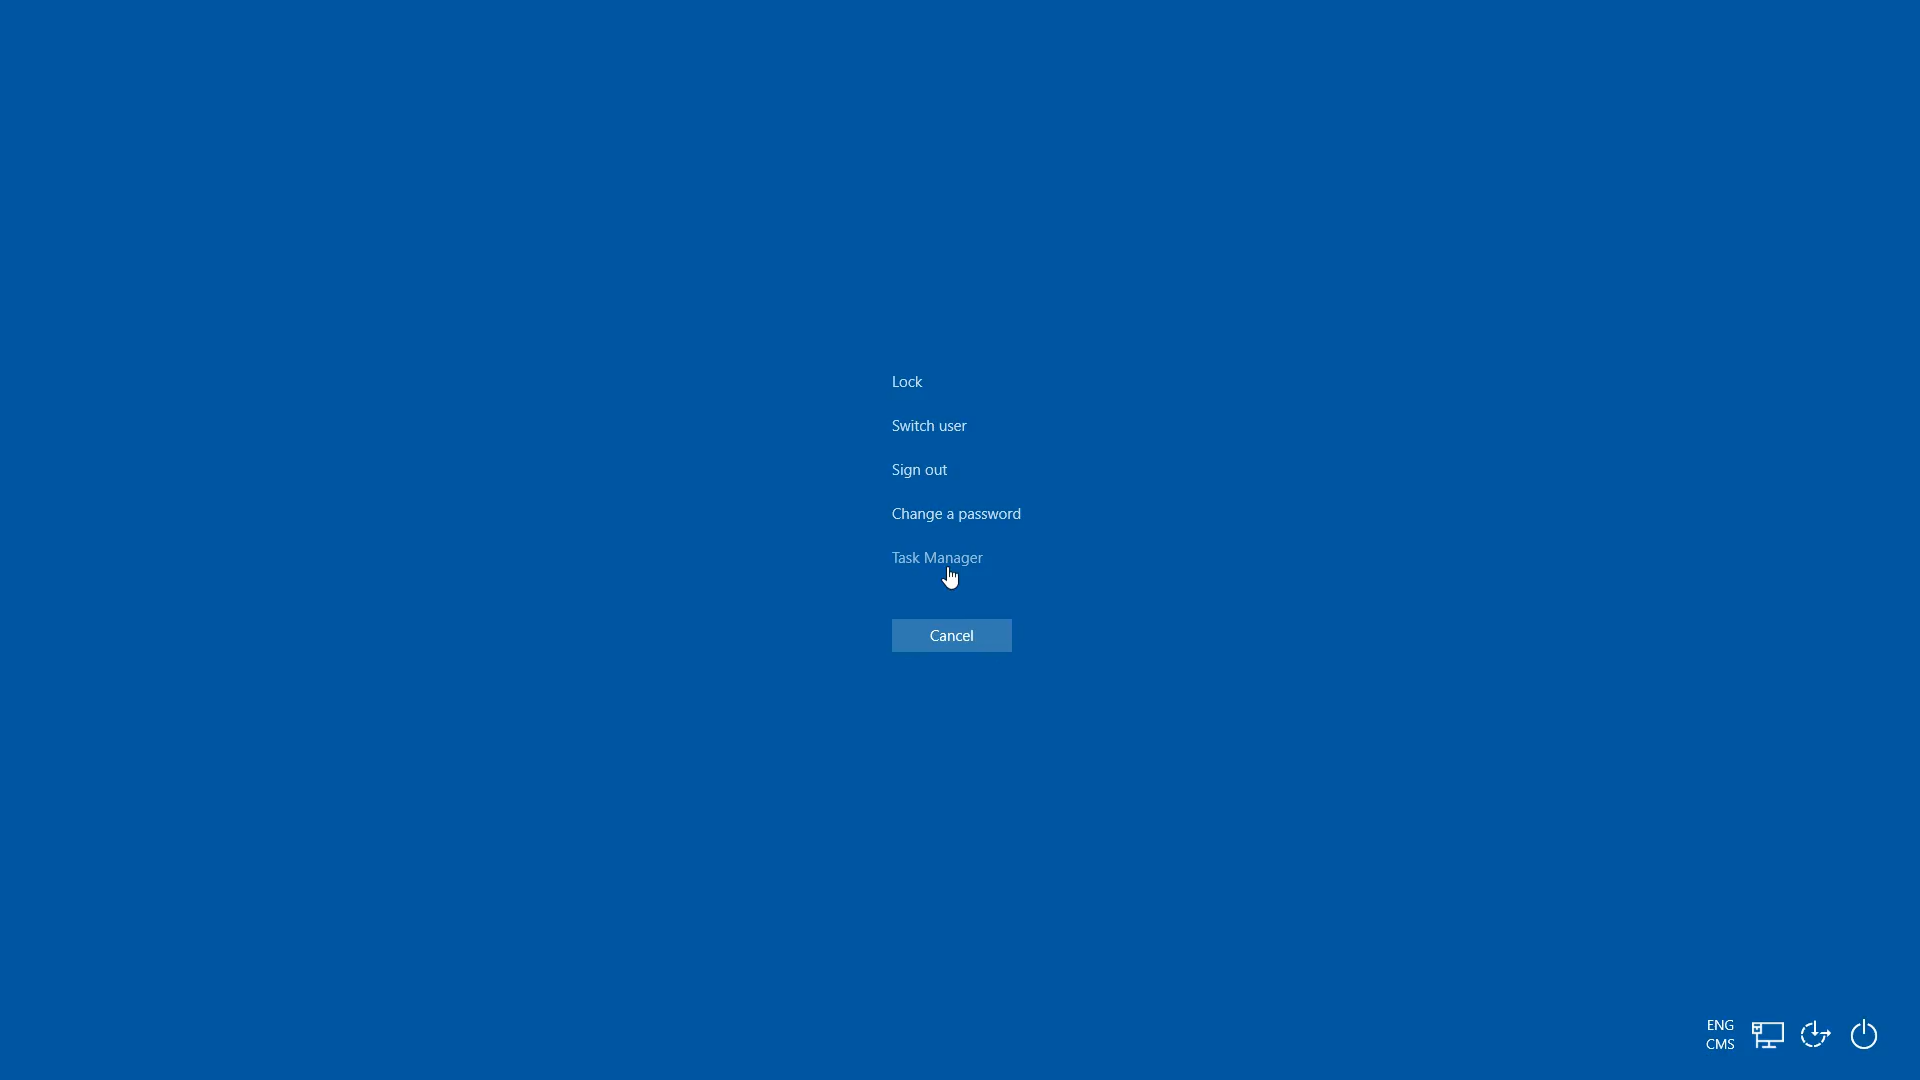 Lock
Switch user
Sign out
Change a password
Task Manager
Cancel
ENG
CMS